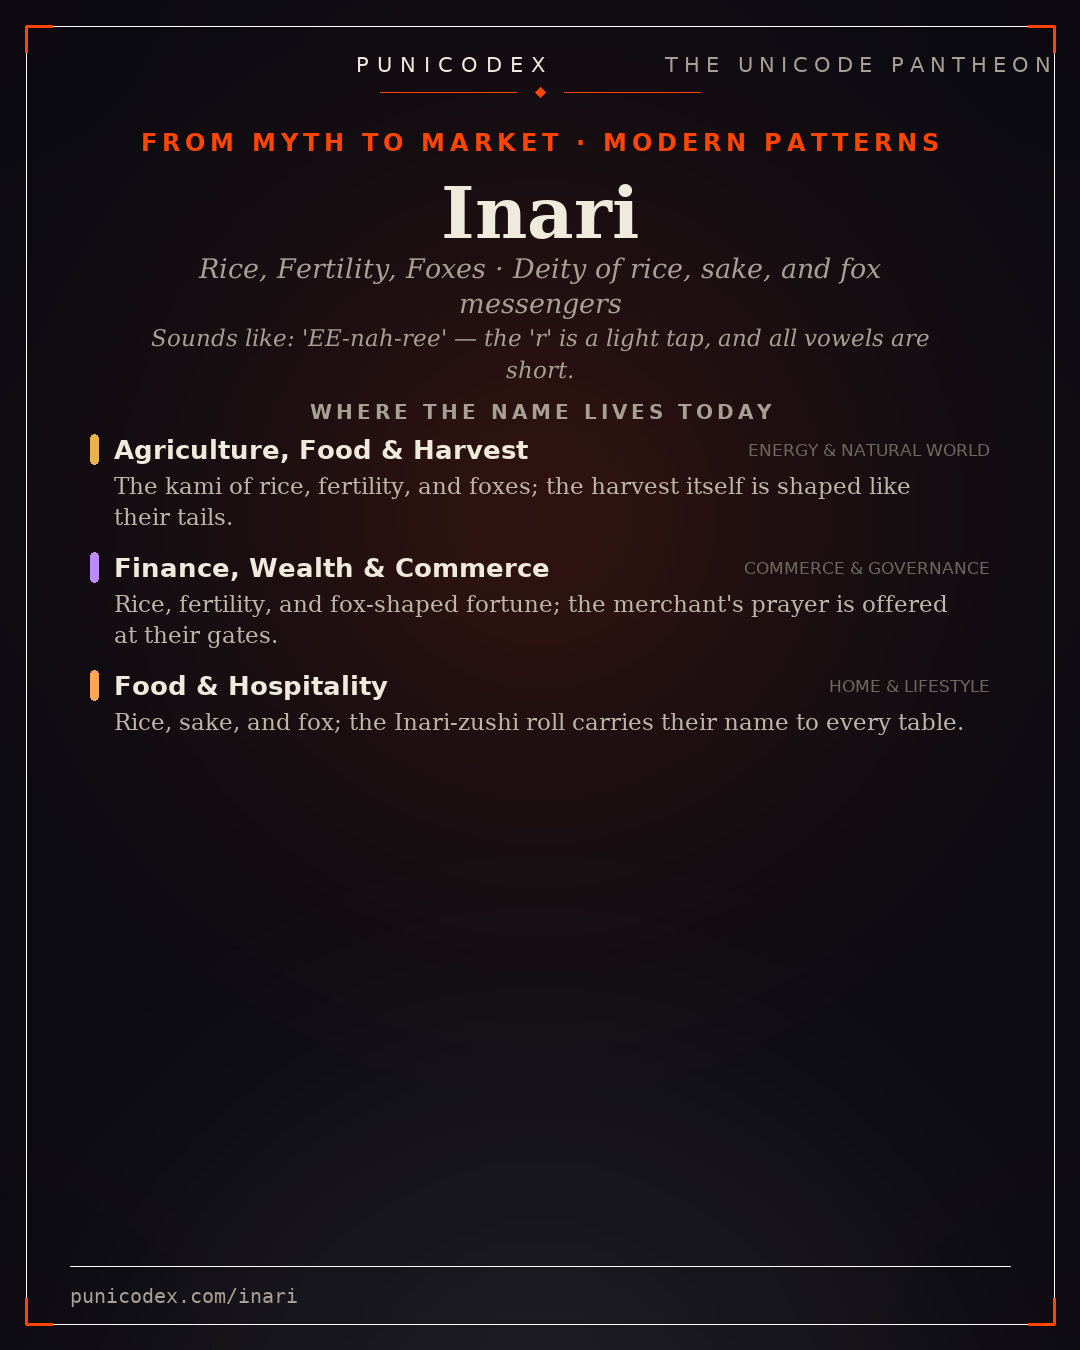 PUNICODEX THE UNICODE PANTHEON
FROM MYTH TO MARKET · MODERN PATTERNS
Inari
Rice, Fertility, Foxes · Deity of rice, sake, and fox
messengers
Sounds like: 'EE-nah-ree' — the 'r' is a light tap, and all vowels are
short.
WHERE THE NAME LIVES TODAY
Agriculture, Food & Harvest ENERGY & NATURAL WORLD
The kami of rice, fertility, and foxes; the harvest itself is shaped like
their tails.
Finance, Wealth & Commerce COMMERCE & GOVERNANCE
Rice, fertility, and fox-shaped fortune; the merchant's prayer is offered
at their gates.
Food & Hospitality HOME & LIFESTYLE
Rice, sake, and fox; the Inari-zushi roll carries their name to every table.
punicodex.com/inari